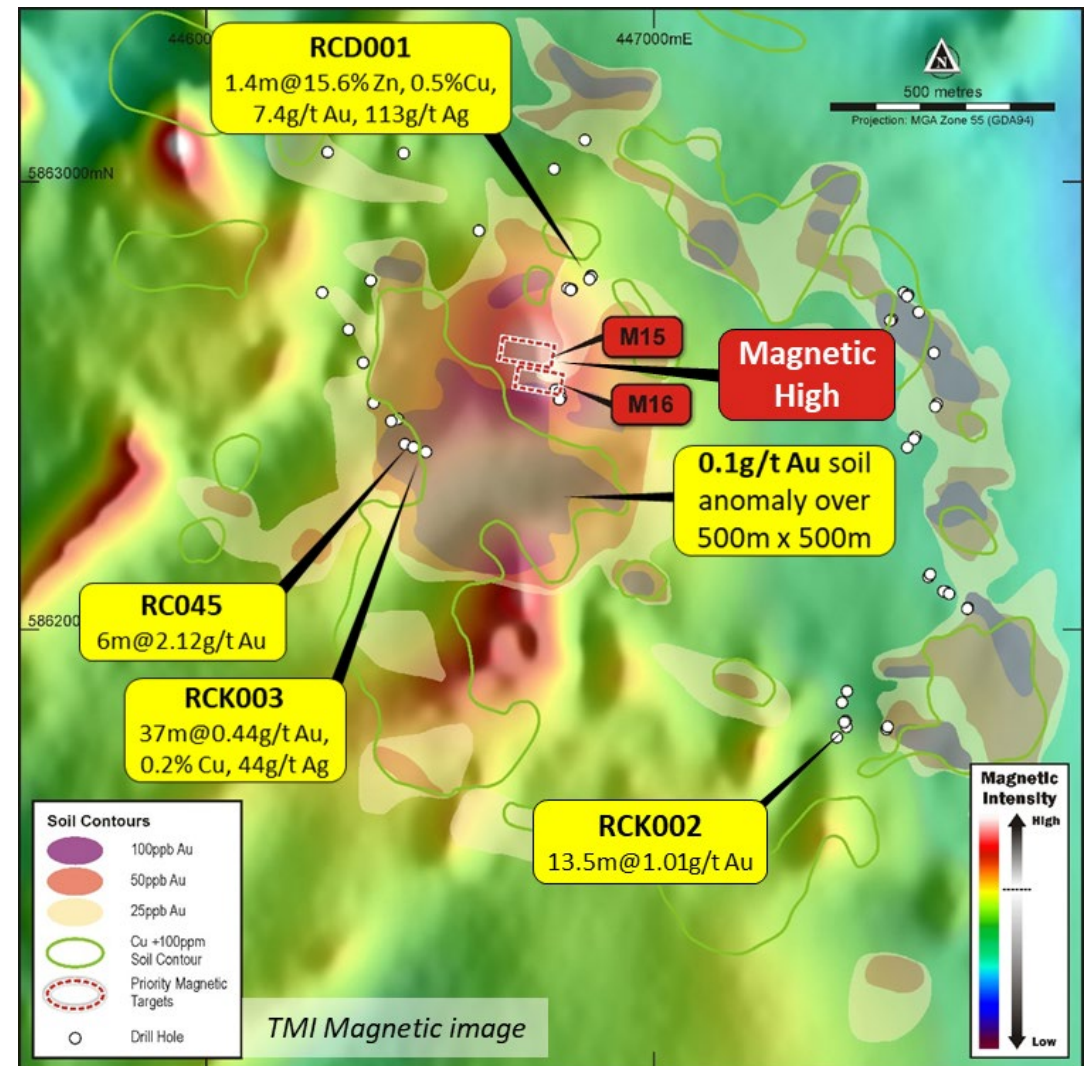 446000
447000mE
RCD001
1.4m@15.6% Zn, 0.5%Cu,
7.4g/t Au, 113g/t Ag
N
500 metres
Projection: MGA Zone 55 (GDA94)
5863000mN
M15
M16
Magnetic
High
0.1g/t Au soil
anomaly over
500m x 500m
RC045
6m@2.12g/t Au
586200
RCK003
37m@0.44g/t Au,
0.2% Cu, 44g/t Ag
RCK002
13.5m@1.01g/t Au
Soil Contours
100ppb Au
50ppb Au
25ppb Au
Cu +100ppm
Soil Contour
Priority Magnetic
Targets
Drill Hole
TMI Magnetic image
Magnetic
Intensity
High
Low